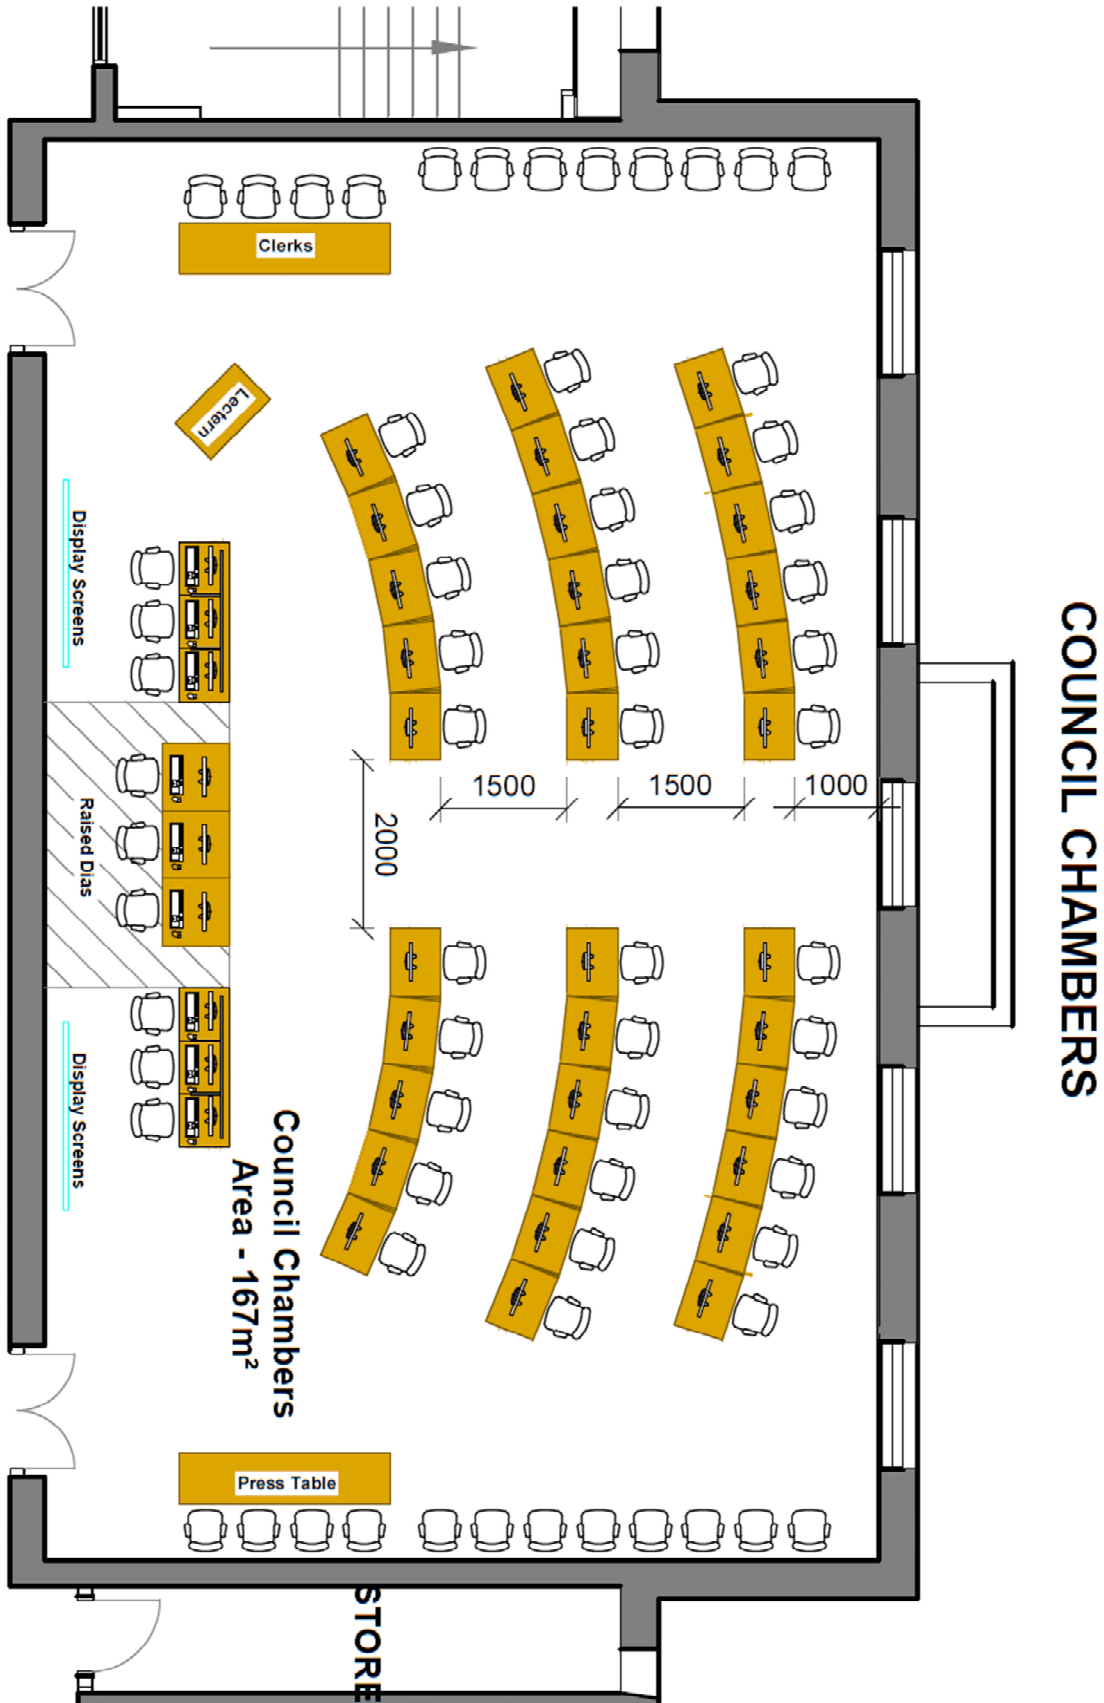 COUNCIL CHAMBERS
Clerks
Lectern
Display Screens
Raised Dias
Display Screens
1500
1500
1000
2000
Council Chambers
Area - 167m²
Press Table
STORE